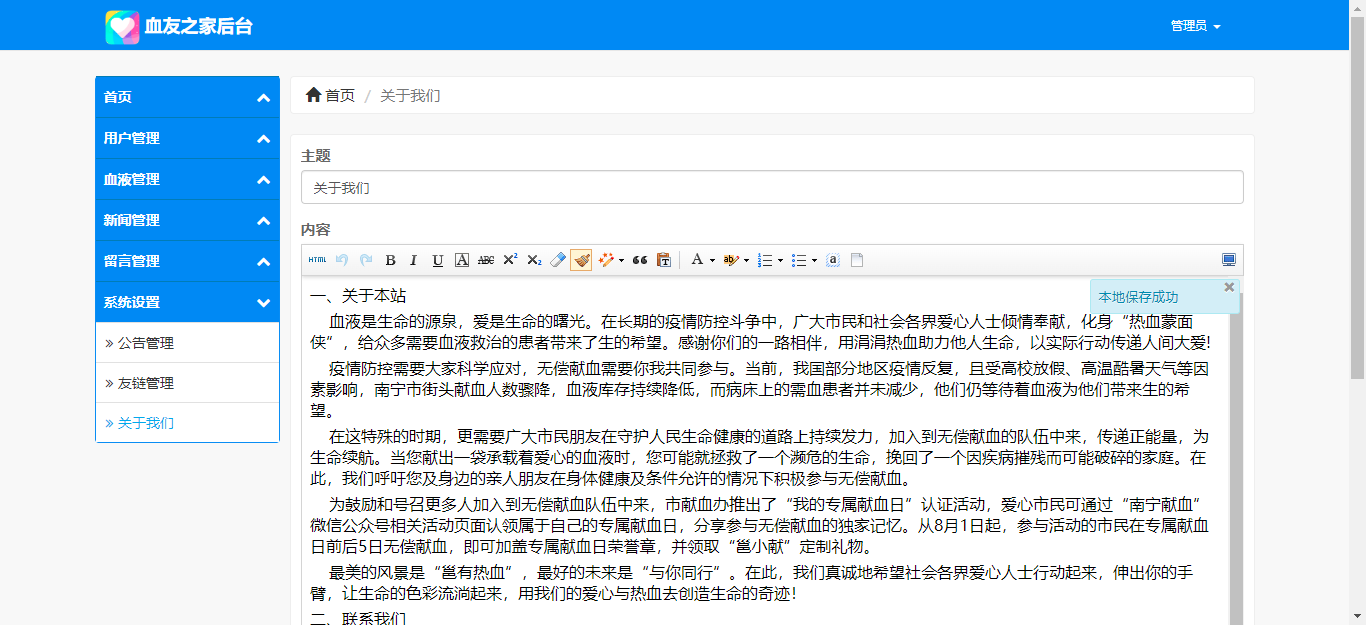 血友之家后台
管理员
首页
用户管理
血液管理
新闻管理
留言管理
系统设置
» 公告管理
» 友链管理
» 关于我们
首页 / 关于我们
主题
关于我们
内容
HTML B I U A ABC X² X₂ A ab a
本地保存成功
一、关于本站
血液是生命的源泉，爱是生命的曙光。在长期的疫情防控斗争中，广大市民和社会各界爱心人士倾情奉献，化身“热血蒙面
侠”，给众多需要血液救治的患者带来了生的希望。感谢你们的一路相伴，用涓涓热血助力他人生命，以实际行动传递人间大爱!
疫情防控需要大家科学应对，无偿献血需要你我共同参与。当前，我国部分地区疫情反复，且受高校放假、高温酷暑天气等因
素影响，南宁市街头献血人数骤降，血液库存持续降低，而病床上的需血患者并未减少，他们仍等待着血液为他们带来生的希
望。
在这特殊的时期，更需要广大市民朋友在守护人民生命健康的道路上持续发力，加入到无偿献血的队伍中来，传递正能量，为
生命续航。当您献出一袋承载着爱心的血液时，您可能就拯救了一个濒危的生命，挽回了一个因疾病摧残而可能破碎的家庭。在
此，我们呼吁您及身边的亲人朋友在身体健康及条件允许的情况下积极参与无偿献血。
为鼓励和号召更多人加入到无偿献血队伍中来，市献血办推出了“我的专属献血日”认证活动，爱心市民可通过“南宁献血”
微信公众号相关活动页面认领属于自己的专属献血日，分享参与无偿献血的独家记忆。从8月1日起，参与活动的市民在专属献血
日前后5日无偿献血，即可加盖专属献血日荣誉章，并领取“邕小献”定制礼物。
最美的风景是“邕有热血”，最好的未来是“与你同行”。在此，我们真诚地希望社会各界爱心人士行动起来，伸出你的手
臂，让生命的色彩流淌起来，用我们的爱心与热血去创造生命的奇迹!
二、联系我们